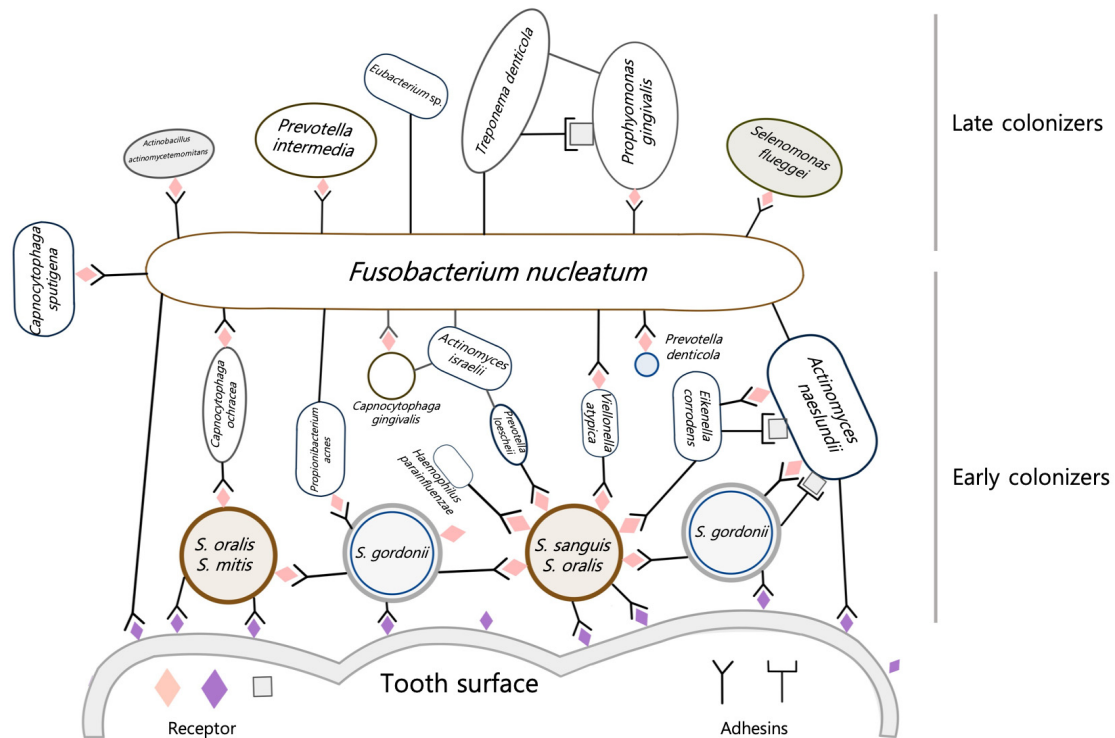 Eubacterium sp.
Treponema denticola
Prophyomonas
gingivalis
Actinobacillus
actinomycetemomitans
Prevotella
intermedia
Selenomonas
flueggei
Late colonizers
Capnocytophaga
sputigena
Fusobacterium nucleatum
Capnocytophaga
ochracea
Propionibacterium
acnes
Capnocytophaga
gingivalis
Actinomyces
israelii
Prevotella
loescheii
Haemophilus
parainfluenzae
Viellonella
atypica
Prevotella
denticola
Eikenella
corrodens
Actinomyces
naeslundii
Early colonizers
S. oralis
S. mitis
S. gordonii
S. sanguis
S. oralis
S. gordonii
Tooth surface
Receptor
Adhesins